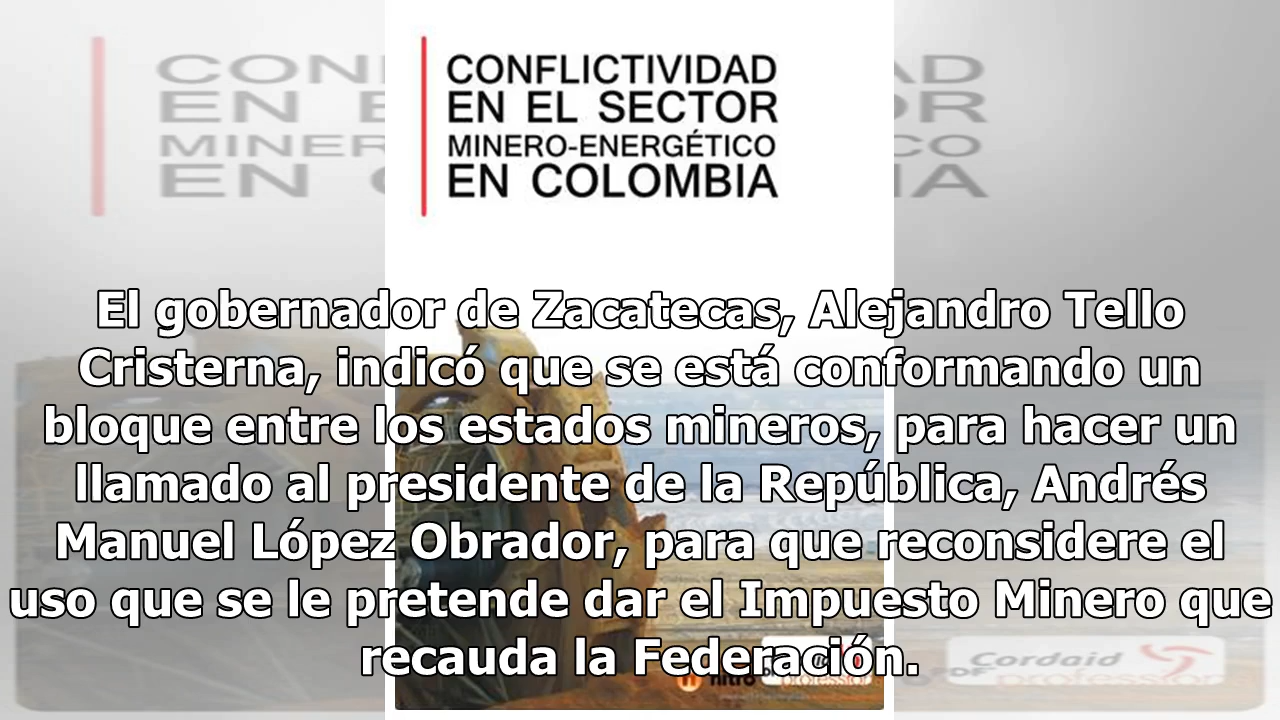 CONFLICTIVIDAD
EN EL SECTOR
MINERO-ENERGÉTICO
EN COLOMBIA
El gobernador de Zacatecas, Alejandro Tello
Cristerna, indicó que se está conformando un
bloque entre los estados mineros, para hacer un
llamado al presidente de la República, Andrés
Manuel López Obrador, para que reconsidere el
uso que se le pretende dar el Impuesto Minero que
recauda la Federación.
Cordaid
nitro PDF
professional